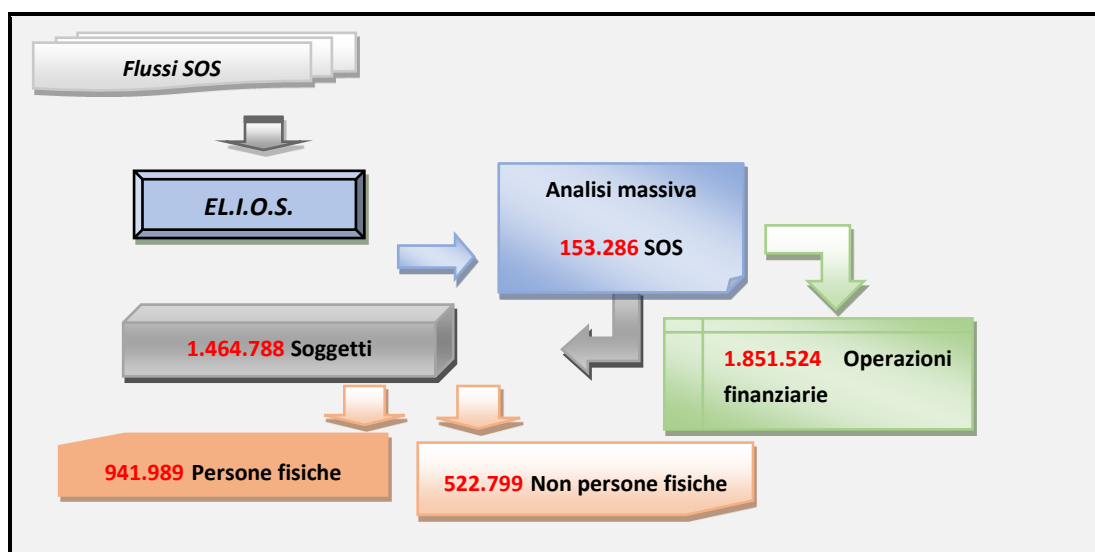 Flussi SOS
EL.I.O.S.
Analisi massiva
153.286 SOS
1.464.788 Soggetti
1.851.524 Operazioni
finanziarie
941.989 Persone fisiche
522.799 Non persone fisiche